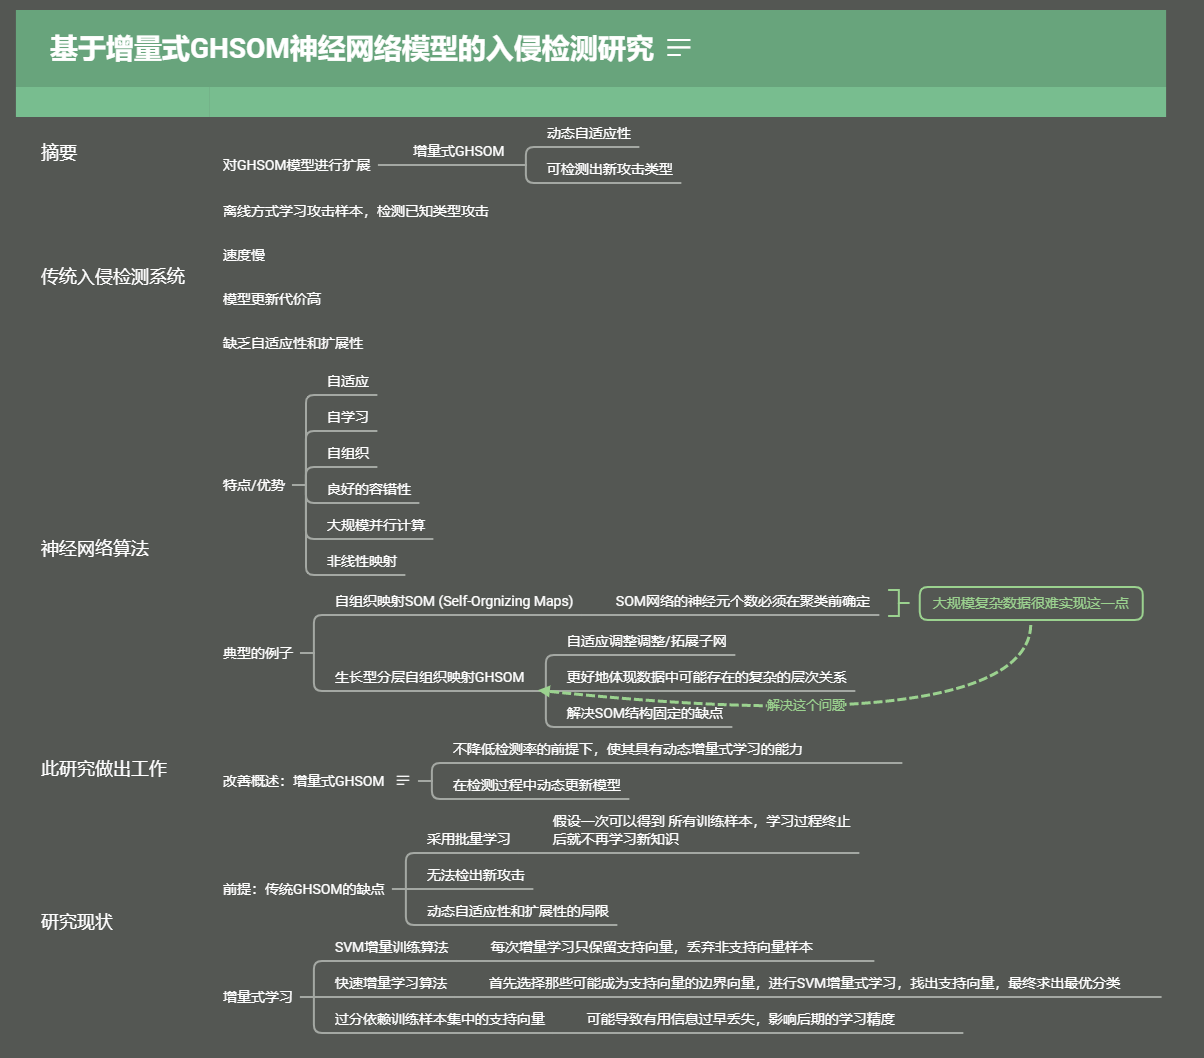 基于增量式GHSOM神经网络模型的入侵检测研究
摘要
对GHSOM模型进行扩展
增量式GHSOM
动态自适应性
可检测出新攻击类型
传统入侵检测系统
离线方式学习攻击样本，检测已知类型攻击
速度慢
模型更新代价高
缺乏自适应性和扩展性
神经网络算法
特点/优势
自适应
自学习
自组织
良好的容错性
大规模并行计算
非线性映射
典型的例子
自组织映射SOM (Self-Orgnizing Maps)
SOM网络的神经元个数必须在聚类前确定
大规模复杂数据很难实现这一点
生长型分层自组织映射GHSOM
自适应调整调整/拓展子网
更好地体现数据中可能存在的复杂的层次关系
解决SOM结构固定的缺点
解决这个问题
此研究做出工作
改善概述：增量式GHSOM
不降低检测率的前提下，使其具有动态增量式学习的能力
在检测过程中动态更新模型
研究现状
前提：传统GHSOM的缺点
采用批量学习
假设一次可以得到 所有训练样本，学习过程终止
后就不再学习新知识
无法检出新攻击
动态自适应性和扩展性的局限
增量式学习
SVM增量训练算法
每次增量学习只保留支持向量，丢弃非支持向量样本
快速增量学习算法
首先选择那些可能成为支持向量的边界向量，进行SVM增量式学习，找出支持向量，最终求出最优分类
过分依赖训练样本集中的支持向量
可能导致有用信息过早丢失，影响后期的学习精度